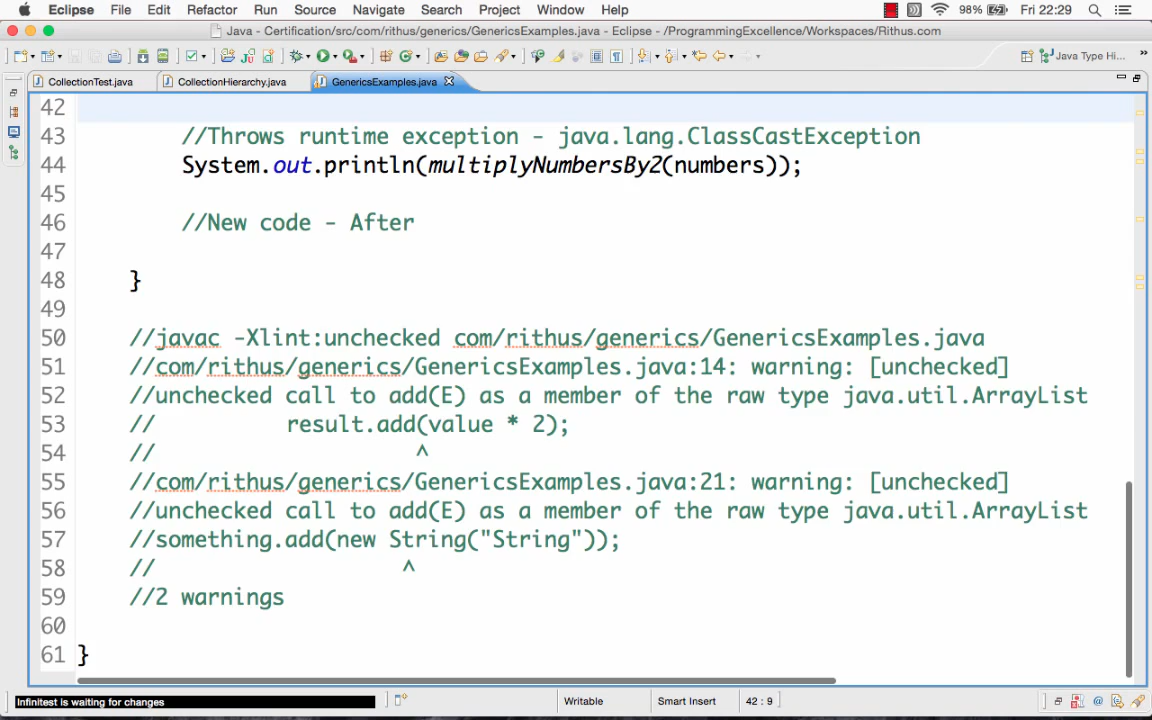 Eclipse File Edit Refactor Run Source Navigate Search Project Window Help 98% Fri 22:29
Java - Certification/src/com/rithus/generics/GenericsExamples.java - Eclipse - /ProgrammingExcellence/Workspaces/Rithus.com
Java Type Hi...
CollectionTest.java CollectionHierarchy.java GenericsExamples.java
42
43 //Throws runtime exception - java.lang.ClassCastException
44 System.out.println(multiplyNumbersBy2(numbers));
45
46 //New code - After
47
48 }
49
50 //javac -Xlint:unchecked com/rithus/generics/GenericsExamples.java
51 //com/rithus/generics/GenericsExamples.java:14: warning: [unchecked]
52 //unchecked call to add(E) as a member of the raw type java.util.ArrayList
53 // result.add(value * 2);
54 // ^
55 //com/rithus/generics/GenericsExamples.java:21: warning: [unchecked]
56 //unchecked call to add(E) as a member of the raw type java.util.ArrayList
57 //something.add(new String("String"));
58 // ^
59 //2 warnings
60
61 }
Infinitest is waiting for changes Writable Smart Insert 42 : 9